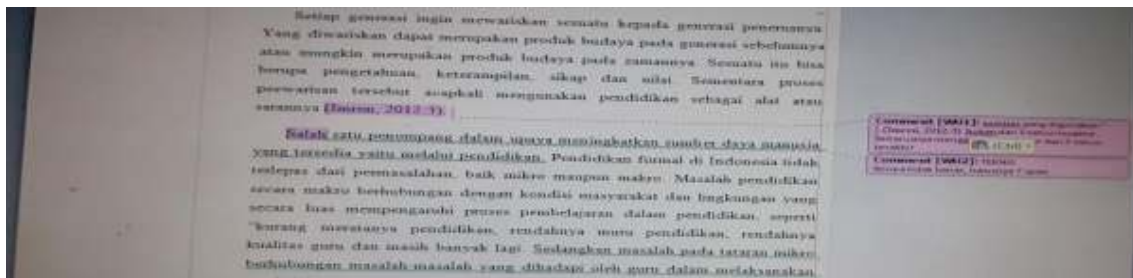 Setiap generasi ingin mewariskan sesuatu kepada generasi penerusnya
Yang diwariskan dapat merupakan produk budaya pada generasi sebelumnya
atau mungkin merupakan produk budaya pada zamannya. Sesuatu itu bisa
berupa pengetahuan, keterampilan, sikap dan nilai. Sementara proses
pewarisan tersebut acapkali mengunakan pendidikan sebagai alat atau
sarannya 2012:
Salah satu penompang dalam upaya meningkatkan sumber daya manusia
yang tersedia yaitu melalui pendidikan. Pendidikan formal di Indonesia tidak
terlepas dari permasalahan, baik mikro maupun makro. Masalah pendidikan
secara makro berhubungan dengan kondisi masyarakat dan lingkungan yang
secara luas mempengaruhi proses pembelajaran dalam pendidikan, seperti
"kurang meratanya pendidikan, rendahnya mutu pendidikan, rendahnya
kualitas guru dan masih banyak lagi. Sedangkan masalah pada tataran mikro
berhubungan masalah-masalah yang dihadapi oleh guru dalam melaksanakan
Comment [WAI1]:
(Ctrl)
Comment [WAI2]: